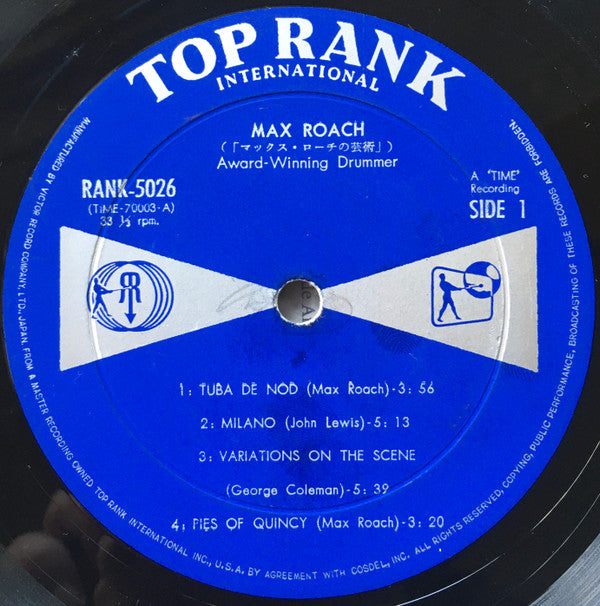 TOP RANK
INTERNATIONAL
MAX ROACH
(「マックス・ローチの芸術」)
Award-Winning Drummer
RANK-5026
(TIME-70003-A)
33 ⅓ rpm.
A "TIME"
Recording
SIDE 1
1: TUBA DE NOD (Max Roach)-3: 56
2: MILANO (John Lewis)-5: 13
3: VARIATIONS ON THE SCENE
(George Coleman)-5: 39
4: PIES OF QUINCY (Max Roach)-3: 20
MANUFACTURED BY VICTOR RECORD COMPANY, LTD., JAPAN. FROM A MASTER RECORDING OWNED TOP RANK INTERNATIONAL INC., U.S.A. BY AGREEMENT WITH COSDEL, INC. ALL RIGHTS RESERVED, COPYING, PUBLIC PERFORMANCE, BROADCASTING OF THESE RECORDS ARE FORBIDDEN.